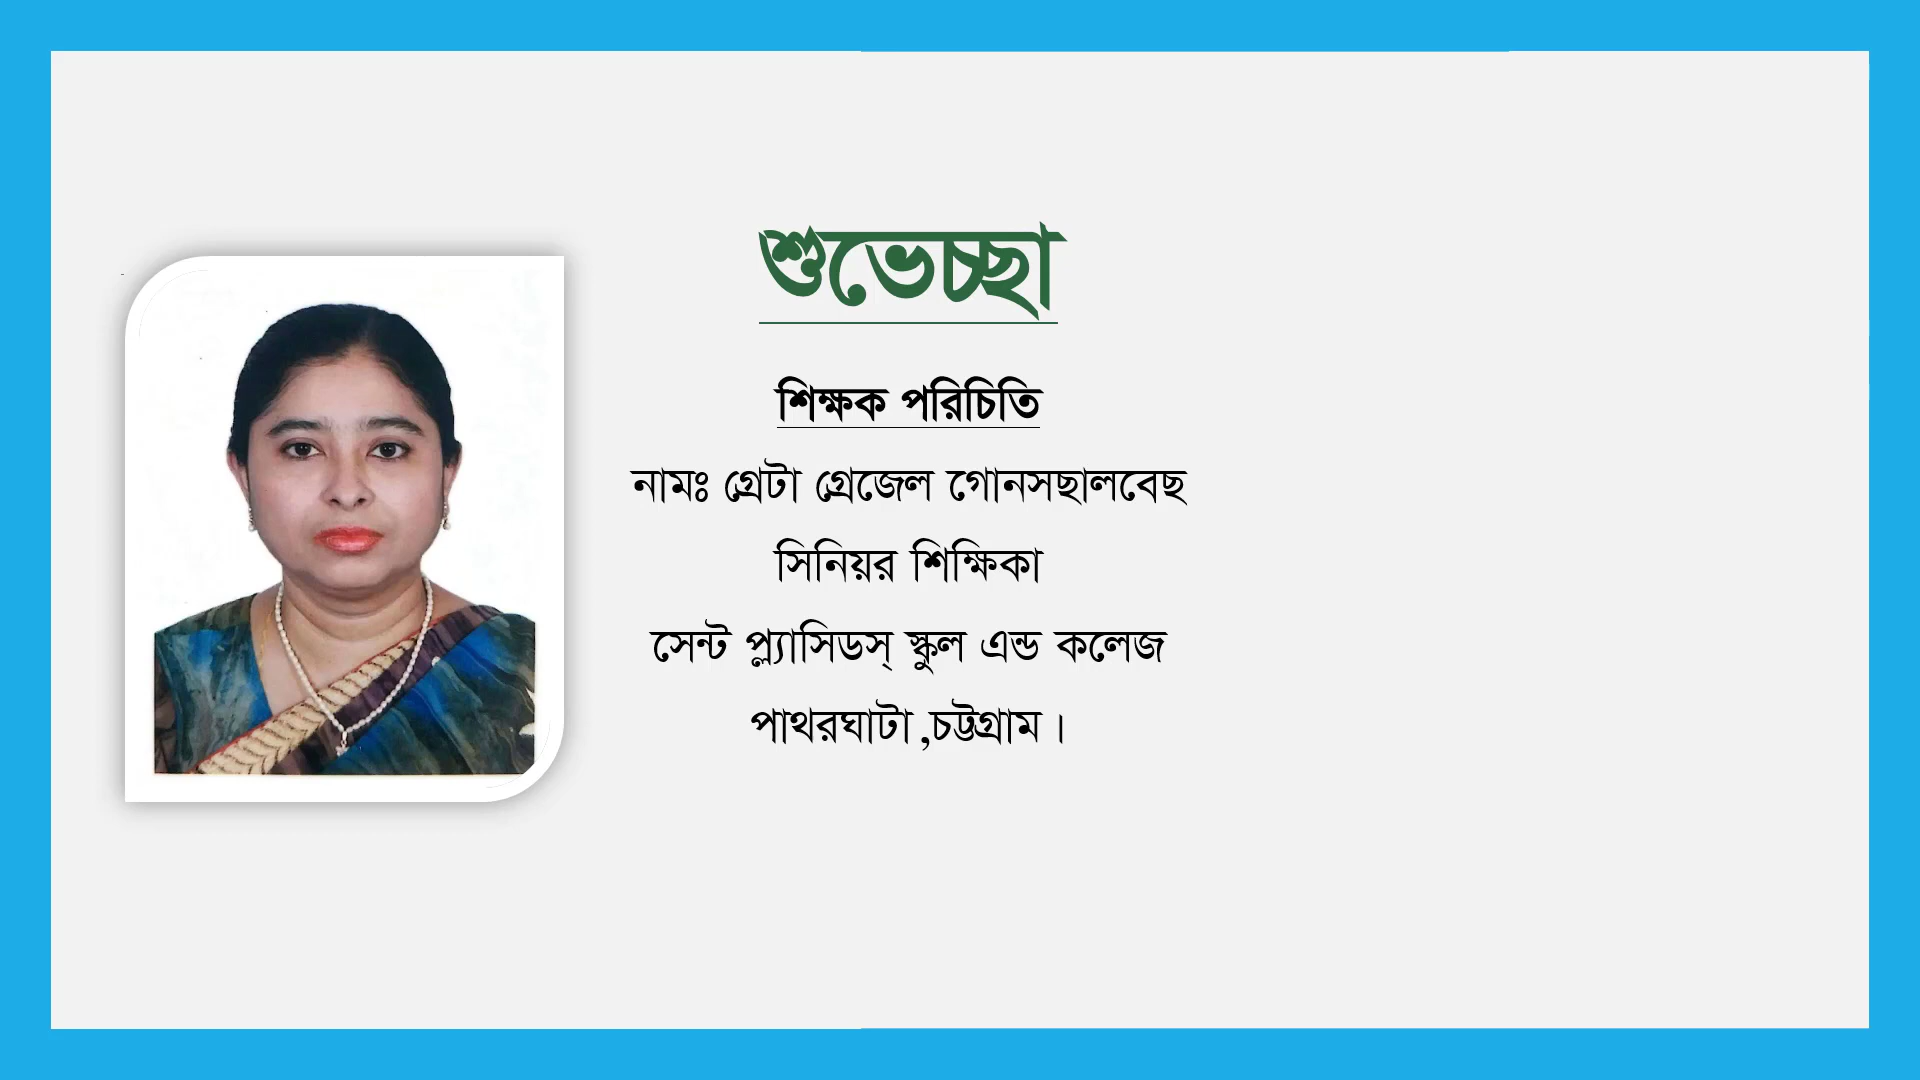 শুভেচ্ছা
শিক্ষক পরিচিতি
নামঃ গ্রেটা গ্রেজেল গোনসছালবেছ
সিনিয়র শিক্ষিকা
সেন্ট প্ল্যাসিডস্ স্কুল এন্ড কলেজ
পাথরঘাটা ,চট্টগ্রাম।